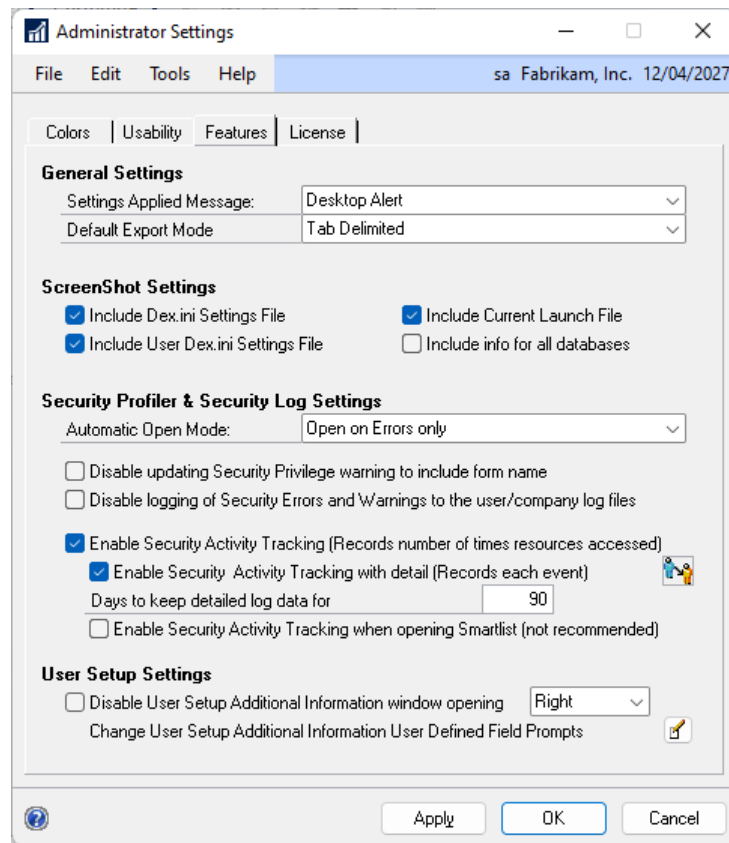 Administrator Settings
File Edit Tools Help sa Fabrikam, Inc. 12/04/2027
Colors Usability Features License
General Settings
Settings Applied Message: Desktop Alert
Default Export Mode Tab Delimited
ScreenShot Settings
Include Dex.ini Settings File Include Current Launch File
Include User Dex.ini Settings File Include info for all databases
Security Profiler & Security Log Settings
Automatic Open Mode: Open on Errors only
Disable updating Security Privilege warning to include form name
Disable logging of Security Errors and Warnings to the user/company log files
Enable Security Activity Tracking (Records number of times resources accessed)
Enable Security Activity Tracking with detail (Records each event)
Days to keep detailed log data for 90
Enable Security Activity Tracking when opening Smartlist (not recommended)
User Setup Settings
Disable User Setup Additional Information window opening Right
Change User Setup Additional Information User Defined Field Prompts
Apply OK Cancel